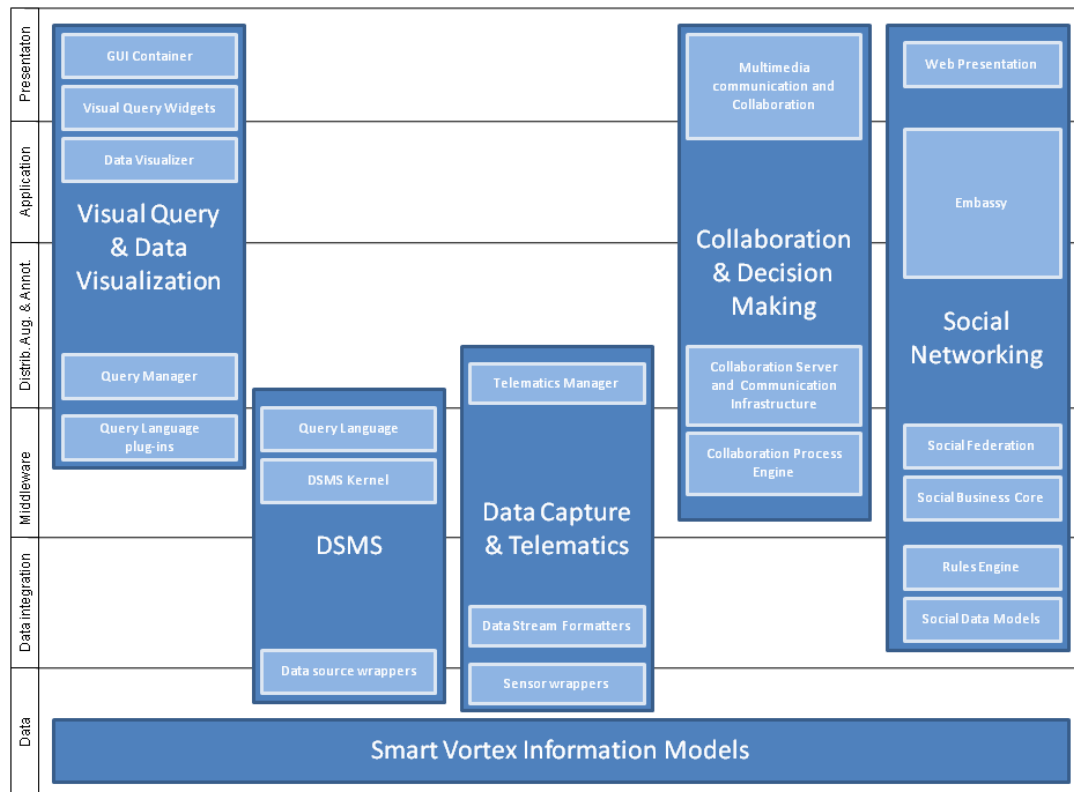 Presentaton
Application
Distrib. Aug. & Annot.
Middleware
Data integration
Data
GUI Container
Visual Query Widgets
Data Visualizer
Visual Query
& Data
Visualization
Query Manager
Query Language
plug-ins
Query Language
DSMS Kernel
DSMS
Data source wrappers
Telematics Manager
Data Capture
& Telematics
Data Stream Formatters
Sensor wrappers
Multimedia
communication and
Collaboration
Collaboration
& Decision
Making
Collaboration Server
and Communication
Infrastructure
Collaboration Process
Engine
Web Presentation
Embassy
Social
Networking
Social Federation
Social Business Core
Rules Engine
Social Data Models
Smart Vortex Information Models